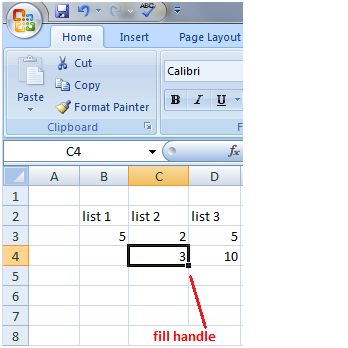 ABC
Home Insert Page Layout
Cut
Copy
Format Painter
Paste
Clipboard
Calibri
B I U
F
C4 fx
A B C D
1
2 list 1 list 2 list 3
3 5 2 5
4 3 10
5
6
7
8
fill handle